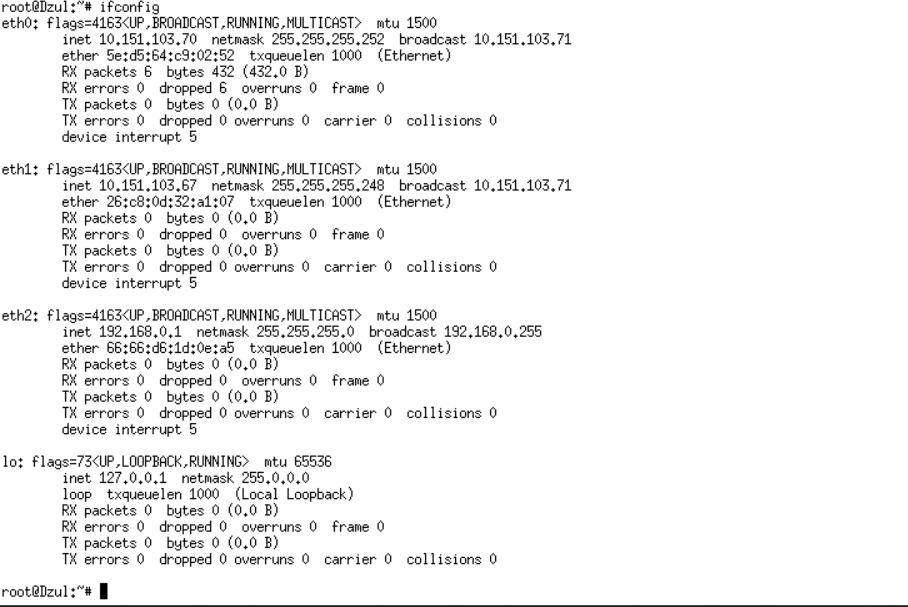 root@Dzul:~# ifconfig
eth0: flags=4163<UP,BROADCAST,RUNNING,MULTICAST>  mtu 1500
        inet 10.151.103.70  netmask 255.255.255.252  broadcast 10.151.103.71
        ether 5e:d5:64:c9:02:52  txqueuelen 1000  (Ethernet)
        RX packets 6  bytes 432 (432.0 B)
        RX errors 0  dropped 6  overruns 0  frame 0
        TX packets 0  bytes 0 (0.0 B)
        TX errors 0  dropped 0 overruns 0  carrier 0  collisions 0
        device interrupt 5

eth1: flags=4163<UP,BROADCAST,RUNNING,MULTICAST>  mtu 1500
        inet 10.151.103.67  netmask 255.255.255.248  broadcast 10.151.103.71
        ether 26:c8:0d:32:a1:07  txqueuelen 1000  (Ethernet)
        RX packets 0  bytes 0 (0.0 B)
        RX errors 0  dropped 0  overruns 0  frame 0
        TX packets 0  bytes 0 (0.0 B)
        TX errors 0  dropped 0 overruns 0  carrier 0  collisions 0
        device interrupt 5

eth2: flags=4163<UP,BROADCAST,RUNNING,MULTICAST>  mtu 1500
        inet 192.168.0.1  netmask 255.255.255.0  broadcast 192.168.0.255
        ether 66:66:d6:1d:0e:a5  txqueuelen 1000  (Ethernet)
        RX packets 0  bytes 0 (0.0 B)
        RX errors 0  dropped 0  overruns 0  frame 0
        TX packets 0  bytes 0 (0.0 B)
        TX errors 0  dropped 0 overruns 0  carrier 0  collisions 0
        device interrupt 5

lo: flags=73<UP,LOOPBACK,RUNNING>  mtu 65536
        inet 127.0.0.1  netmask 255.0.0.0
        loop  txqueuelen 1000  (Local Loopback)
        RX packets 0  bytes 0 (0.0 B)
        RX errors 0  dropped 0  overruns 0  frame 0
        TX packets 0  bytes 0 (0.0 B)
        TX errors 0  dropped 0 overruns 0  carrier 0  collisions 0

root@Dzul:~#